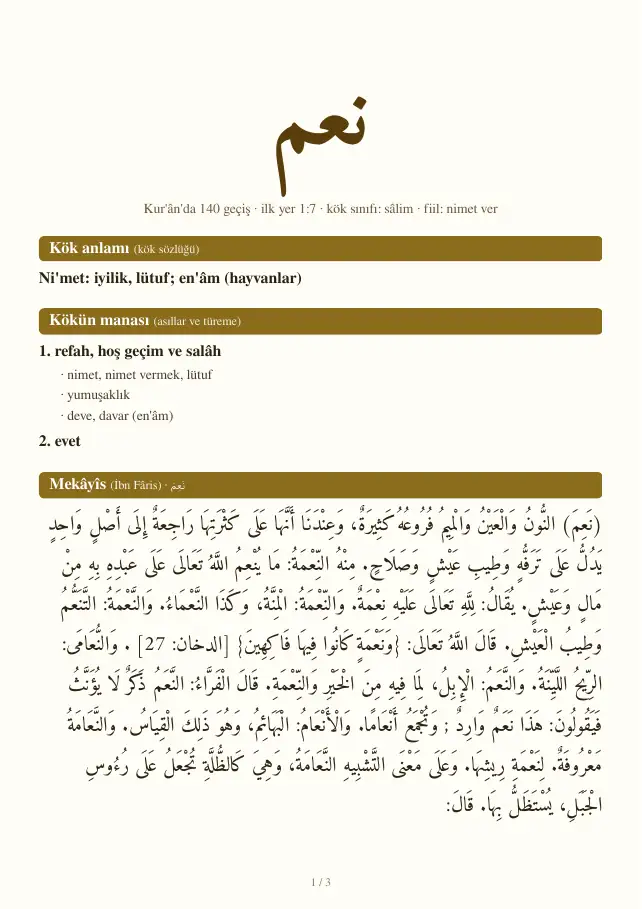 نعم
Kur'ân'da 140 geçiş · ilk yer 1:7 · kök sınıfı: sâlim · fiil: nimet ver
Kök anlamı (kök sözlüğü)
Ni'met: iyilik, lütuf; en'âm (hayvanlar)
Kökün manası (asıllar ve türeme)
1. refah, hoş geçim ve salâh
· nimet, nimet vermek, lütuf
· yumuşaklık
· deve, davar (en'âm)
2. evet
Mekâyîs (İbn Fâris) · نَعِمَ
(نَعِمَ) النُّونُ وَالْعَيْنُ وَالْمِيمُ فُرُوعُهُ كَثِيرَةٌ، وَعِنْدَنَا أَنَّهَا عَلَى كَثْرَتِهَا رَاجِعَةٌ إِلَى أَصْلٍ وَاحِدٍ
يَدُلُّ عَلَى تَرَفُّهٍ وَطِيبِ عَيْشٍ وَصَلَاحٍ. مِنْهُ النِّعْمَةُ: مَا يُنْعِمُ اللَّهُ تَعَالَى عَلَى عَبْدِهِ بِهِ مِنْ
مَالٍ وَعَيْشٍ. يُقَالُ: لِلَّهِ تَعَالَى عَلَيْهِ نِعْمَةٌ. وَالنِّعْمَةُ: الْمِنَّةُ، وَكَذَا النَّعْمَاءُ. وَالنَّعْمَةُ: التَّنَعُّمُ
وَطِيبُ الْعَيْشِ. قَالَ اللَّهُ تَعَالَى: {وَنَعْمَةٍ كَانُوا فِيهَا فَاكِهِينَ} [الدخان: 27] . وَالنُّعَامَى:
الرِّيحُ اللَّيِّنَةُ. وَالنَّعَمُ: الْإِبِلُ، لِمَا فِيهِ مِنَ الْخَيْرِ وَالنِّعْمَةِ. قَالَ الْفَرَّاءُ: النَّعَمُ ذَكَرٌ لَا يُؤَنَّثُ
فَيَقُولُونَ: هَذَا نَعَمٌ وَارِدٌ ; وَتُجْمَعُ أَنْعَامًا. وَالْأَنْعَامُ: الْبَهَائِمُ، وَهُوَ ذَلِكَ الْقِيَاسُ. وَالنَّعَامَةُ
مَعْرُوفَةٌ. لِنَعْمَةِ رِيشِهَا. وَعَلَى مَعْنَى التَّشْبِيهِ النَّعَامَةُ، وَهِيَ كَالظُّلَّةِ تُجْعَلُ عَلَى رُءُوسِ
الْجَبَلِ، يُسْتَظَلُّ بِهَا. قَالَ:
1 / 3